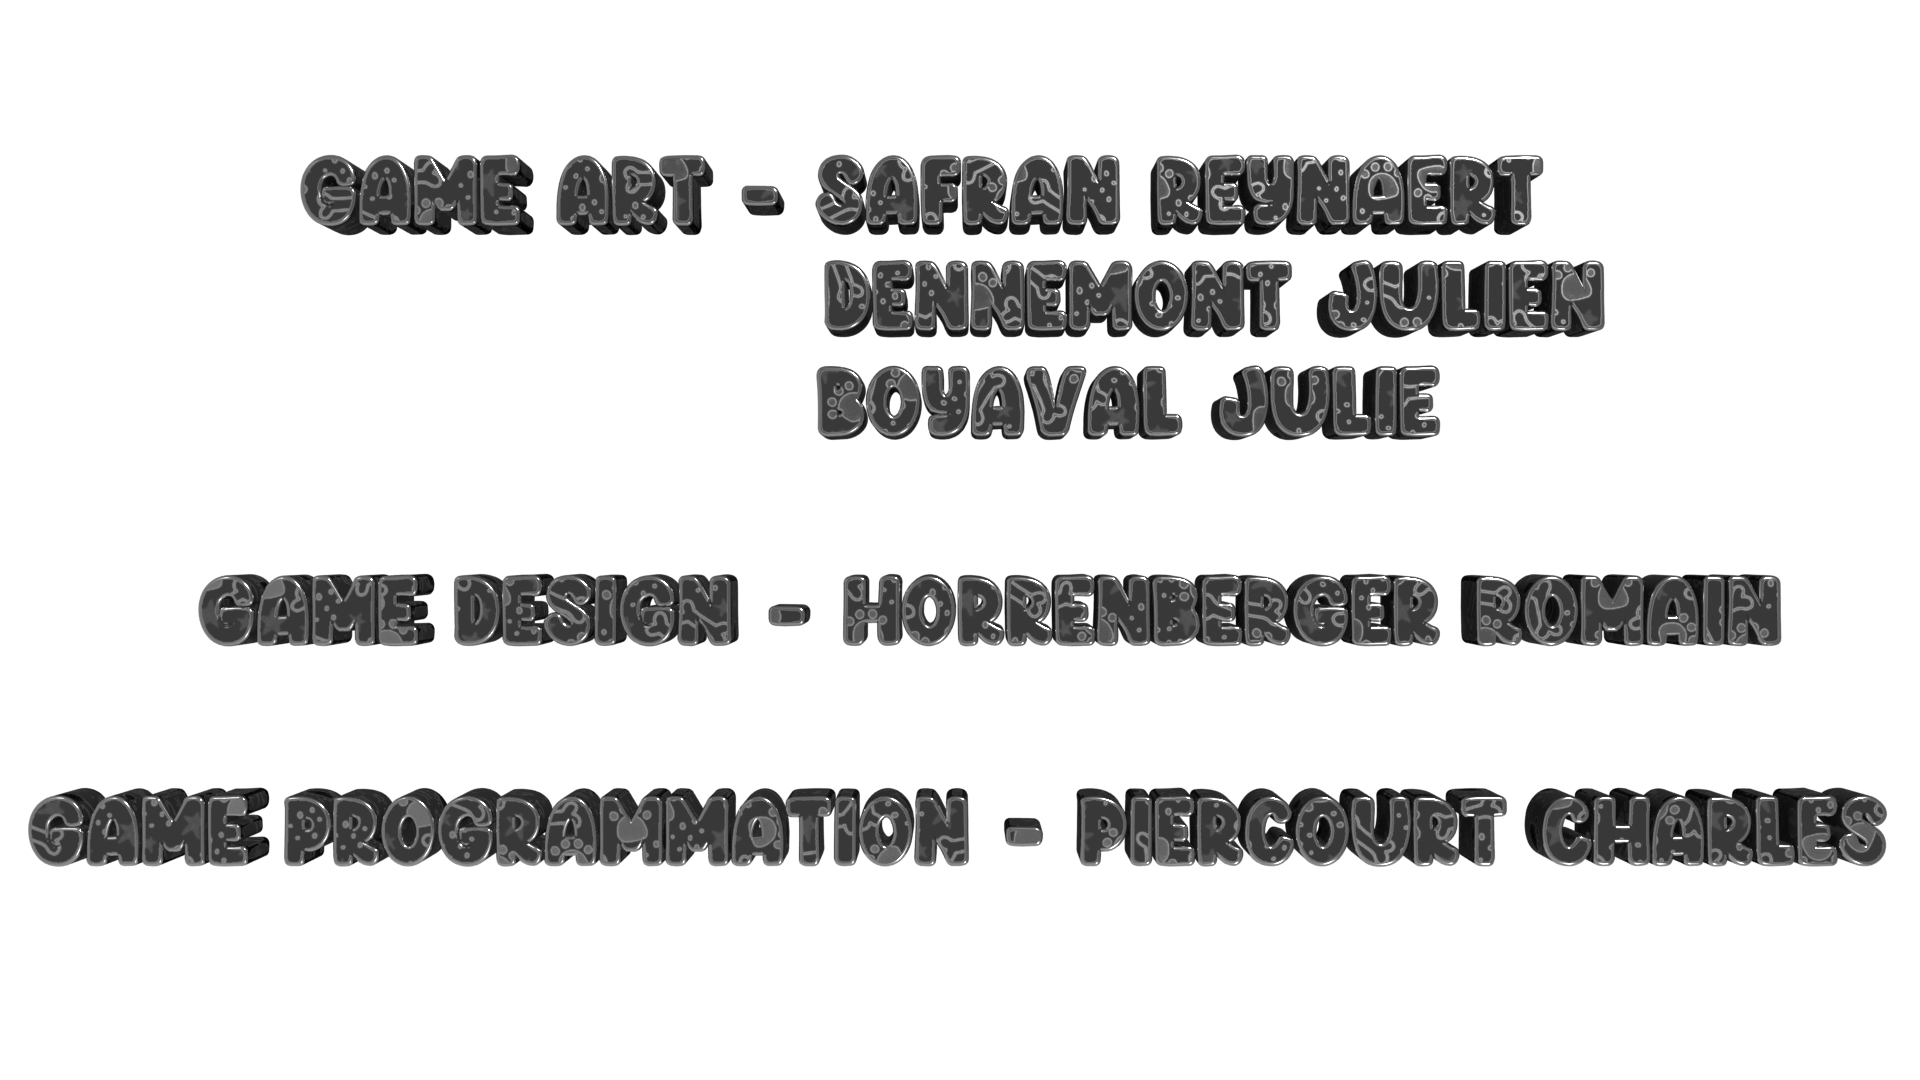 GAME ART - SAFRAN REYNAERT
DENNEMONT JULIEN
BOYAVAL JULIE
GAME DESIGN - HORRENBERGER ROMAIN
GAME PROGRAMMATION - PIERCOURT CHARLES